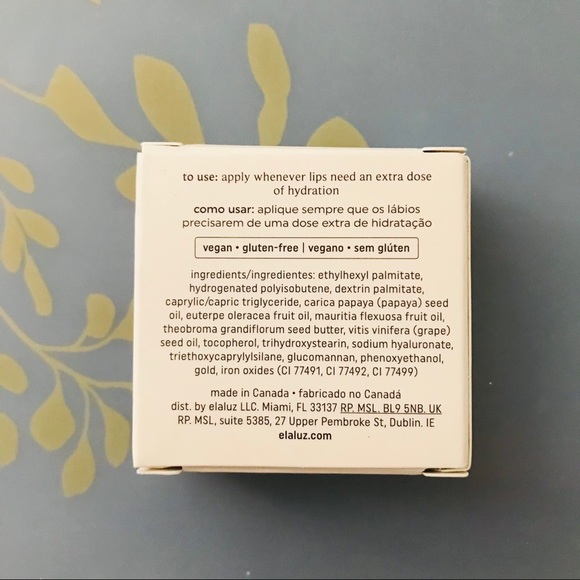 to use: apply whenever lips need an extra dose
of hydration
como usar: aplique sempre que os lábios
precisarem de uma dose extra de hidratação
vegan • gluten-free | vegano • sem glúten
ingredients/ingredientes: ethylhexyl palmitate,
hydrogenated polyisobutene, dextrin palmitate,
caprylic/capric triglyceride, carica papaya (papaya) seed
oil, euterpe oleracea fruit oil, mauritia flexuosa fruit oil,
theobroma grandiflorum seed butter, vitis vinifera (grape)
seed oil, tocopherol, trihydroxystearin, sodium hyaluronate,
triethoxycaprylylsilane, glucomannan, phenoxyethanol,
gold, iron oxides (CI 77491, CI 77492, CI 77499)
made in Canada • fabricado no Canadá
dist. by elaluz LLC. Miami, FL 33137 RP. MSL. BL9 5NB. UK
RP. MSL, suite 5385, 27 Upper Pembroke St, Dublin. IE
elaluz.com